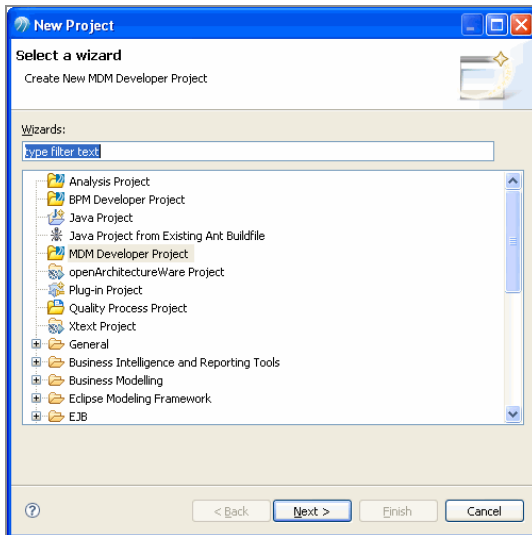 New Project
Select a wizard
Create New MDM Developer Project
Wizards:
type filter text
Analysis Project
BPM Developer Project
Java Project
Java Project from Existing Ant Buildfile
MDM Developer Project
openArchitectureWare Project
Plug-in Project
Quality Process Project
Xtext Project
General
Business Intelligence and Reporting Tools
Business Modelling
Eclipse Modeling Framework
EJB
? < Back Next > Finish Cancel